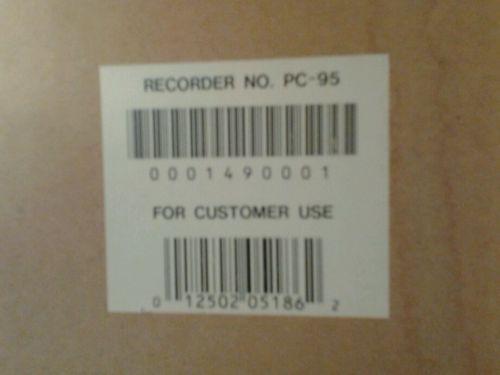 RECORDER NO. PC-95
0001490001
FOR CUSTOMER USE
0 12502 05186 2